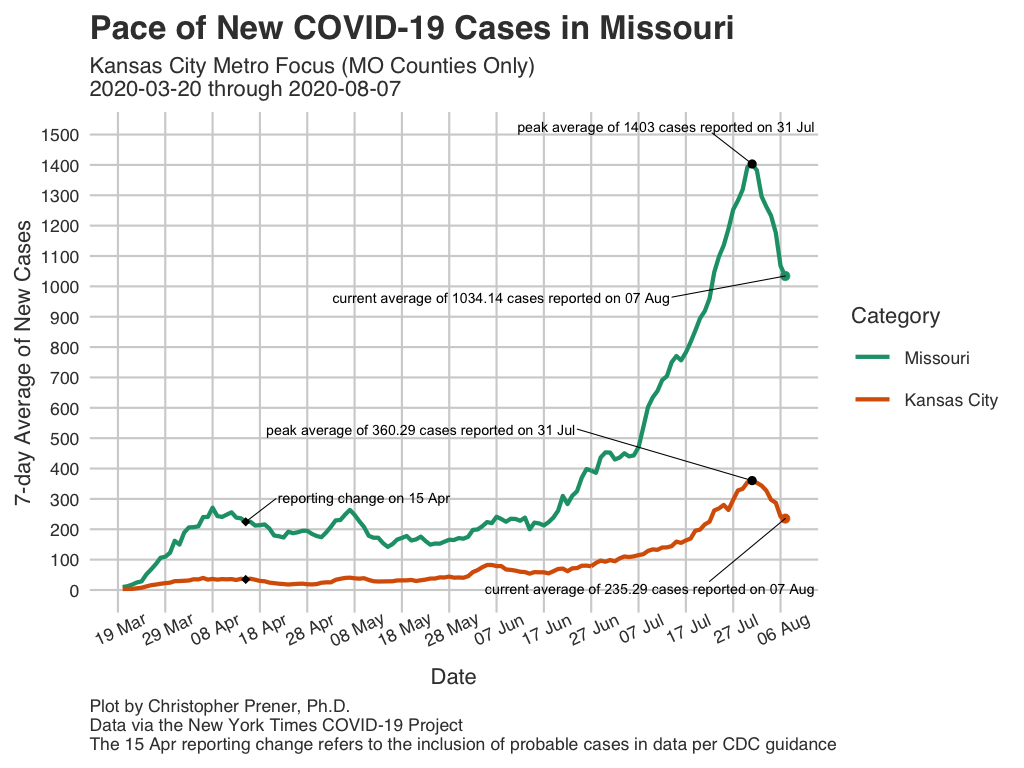 Pace of New COVID-19 Cases in Missouri
Kansas City Metro Focus (MO Counties Only)
2020-03-20 through 2020-08-07
7-day Average of New Cases
1500
1400
1300
1200
1100
1000
900
800
700
600
500
400
300
200
100
0
peak average of 1403 cases reported on 31 Jul
current average of 1034.14 cases reported on 07 Aug
peak average of 360.29 cases reported on 31 Jul
reporting change on 15 Apr
current average of 235.29 cases reported on 07 Aug
19 Mar
29 Mar
08 Apr
18 Apr
28 Apr
08 May
18 May
28 May
07 Jun
17 Jun
27 Jun
07 Jul
17 Jul
27 Jul
06 Aug
Date
Category
Missouri
Kansas City
Plot by Christopher Prener, Ph.D.
Data via the New York Times COVID-19 Project
The 15 Apr reporting change refers to the inclusion of probable cases in data per CDC guidance